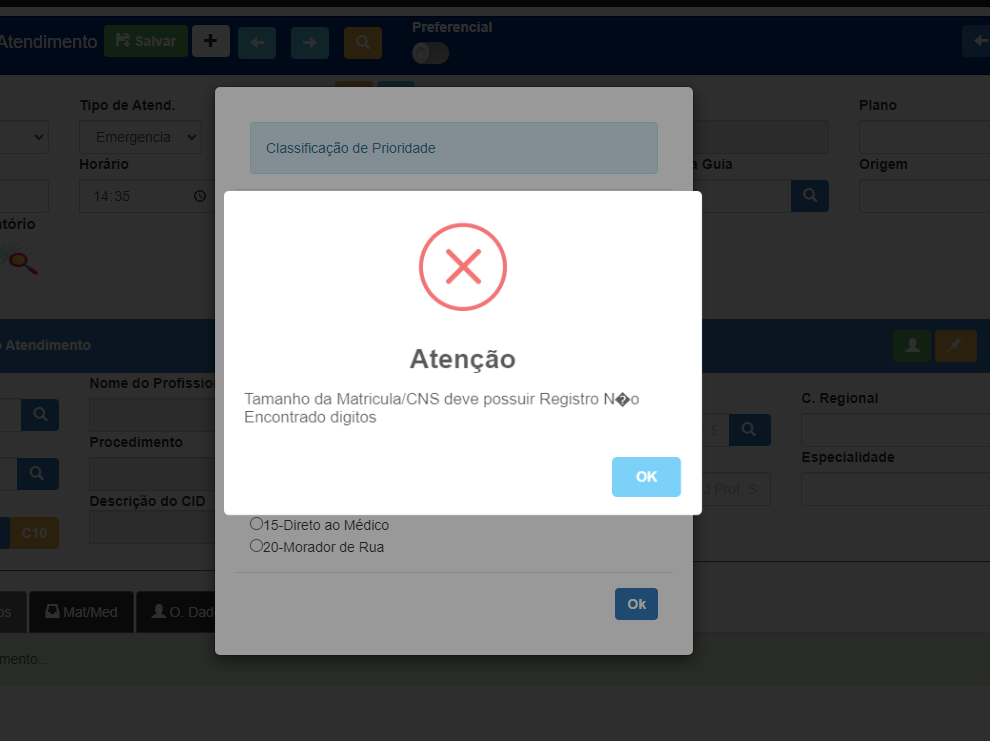 Atendimento
Salvar
Preferencial
Tipo de Atend.
Plano
Emergencia
Classificação de Prioridade
Horário
a Guia
Origem
14:35
tório
Atenção
Atendimento
Tamanho da Matricula/CNS deve possuir Registro N�o
Encontrado digitos
Nome do Profissio
C. Regional
S
Procedimento
Especialidade
OK
Prof. S
Descrição do CID
C10
15-Direto ao Médico
20-Morador de Rua
Ok
os
Mat/Med
O. Dad
mento...